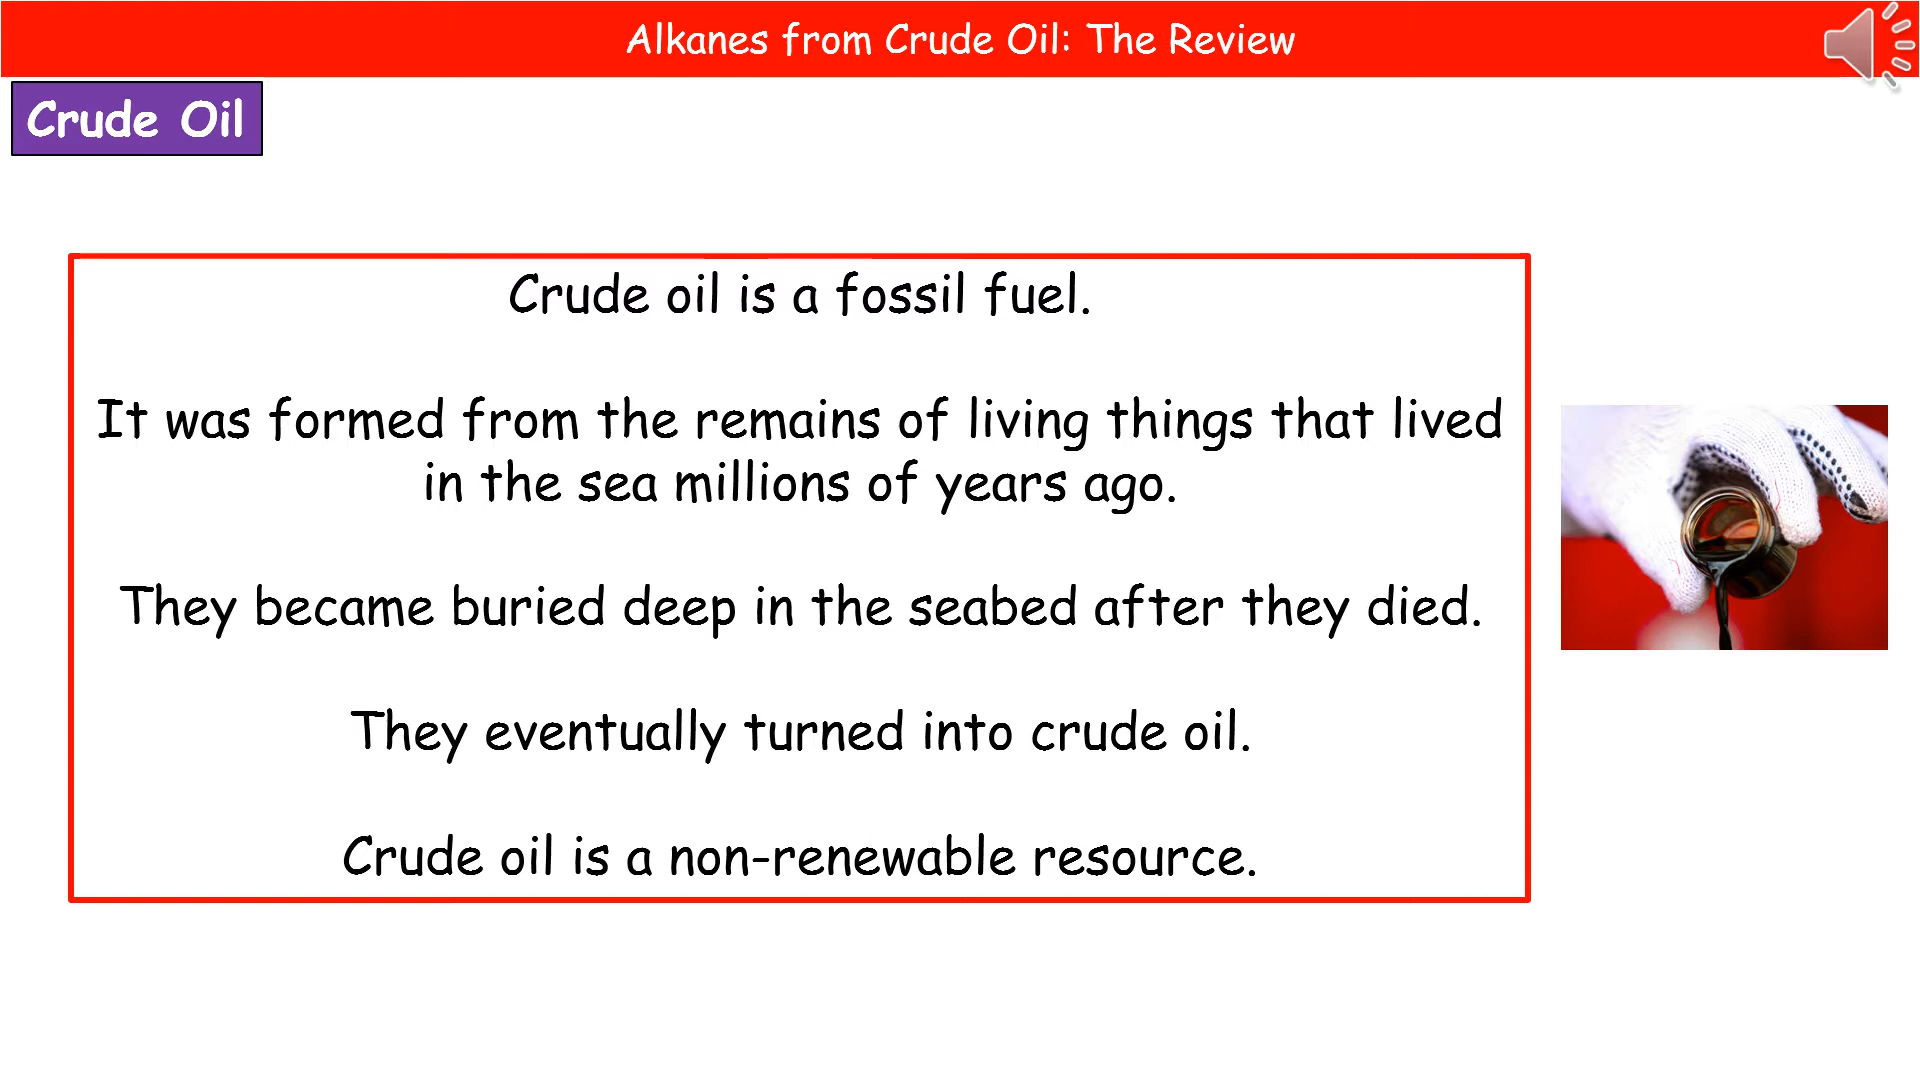 Alkanes from Crude Oil: The Review
Crude Oil
Crude oil is a fossil fuel.
It was formed from the remains of living things that lived
in the sea millions of years ago.
They became buried deep in the seabed after they died.
They eventually turned into crude oil.
Crude oil is a non-renewable resource.